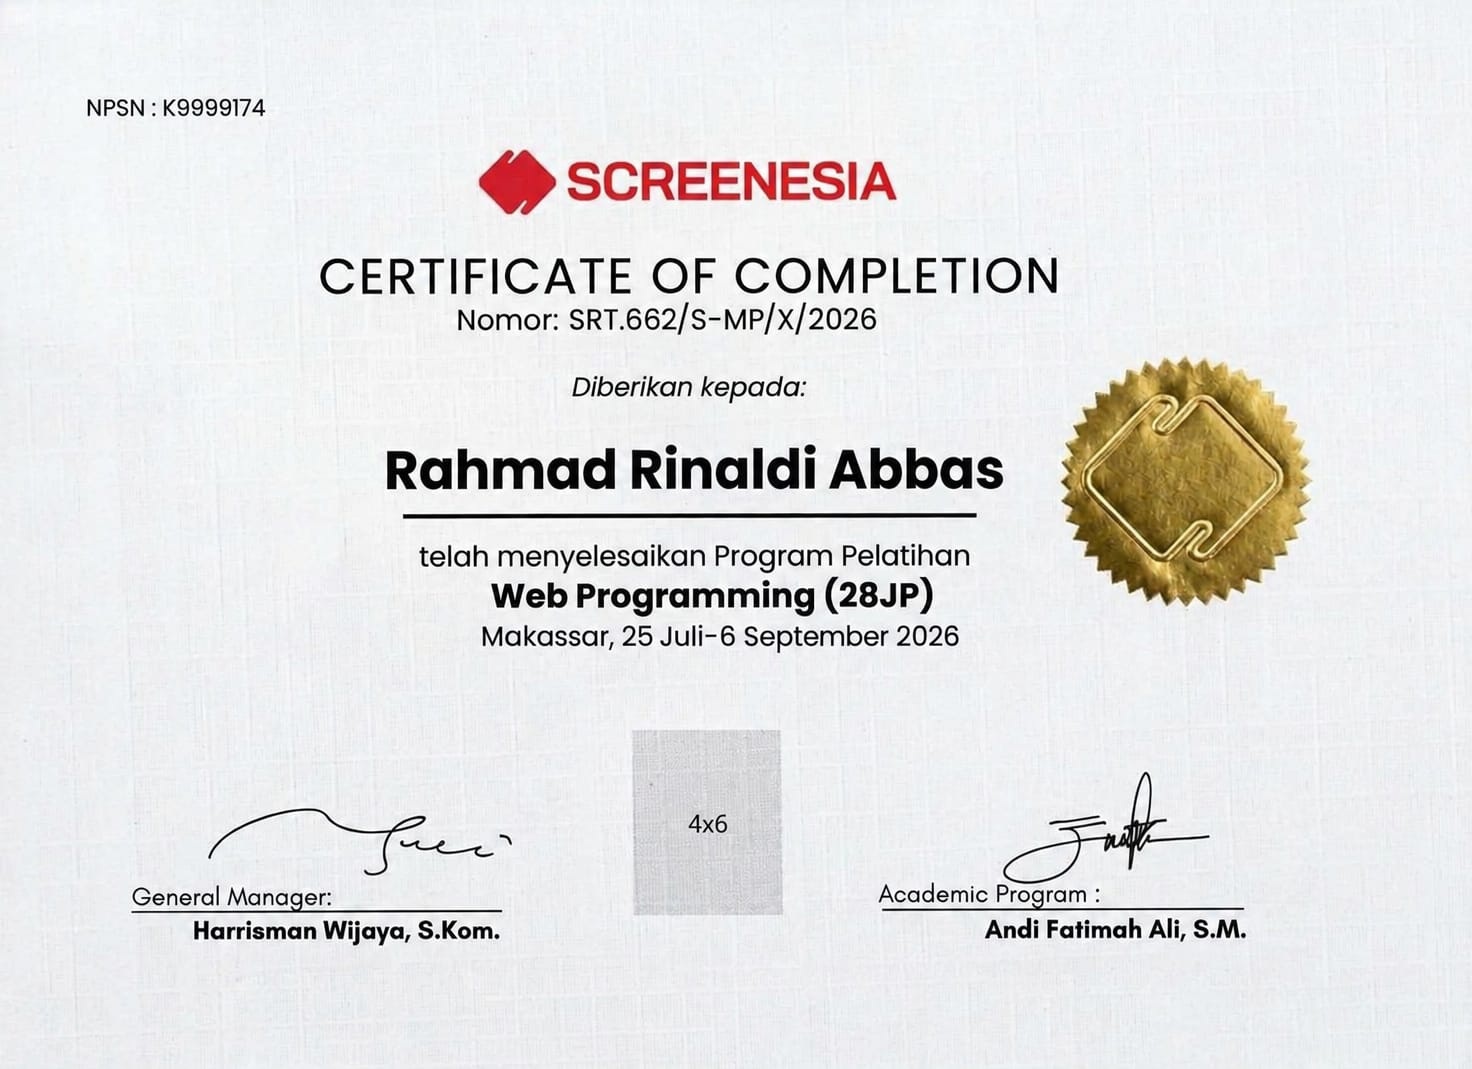 NPSN : K9999174
SCREENESIA
CERTIFICATE OF COMPLETION
Nomor: SRT.662/S-MP/X/2026
Diberikan kepada:
Rahmad Rinaldi Abbas
telah menyelesaikan Program Pelatihan
Web Programming (28JP)
Makassar, 25 Juli-6 September 2026
4x6
General Manager:
Harrisman Wijaya, S.Kom.
Academic Program :
Andi Fatimah Ali, S.M.